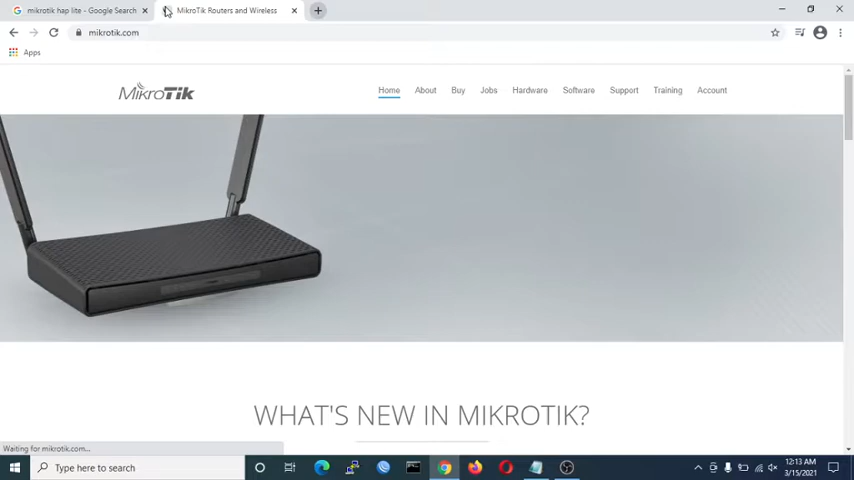 mikrotik hap lite - Google Search
MikroTik Routers and Wireless
mikrotik.com
Apps
MikroTik
Home About Buy Jobs Hardware Software Support Training Account
WHAT'S NEW IN MIKROTIK?
Waiting for mikrotik.com...
Type here to search
12:13 AM
3/15/2021